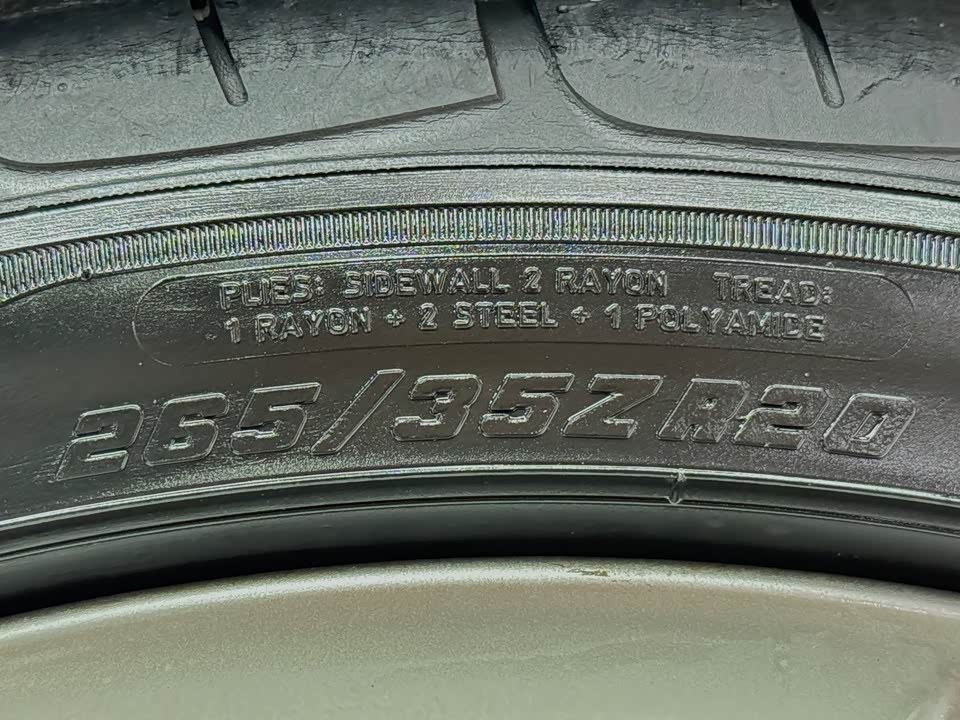 PLIES: SIDEWALL 2 RAYON TREAD:
1 RAYON + 2 STEEL + 1 POLYAMIDE
265/35ZR20